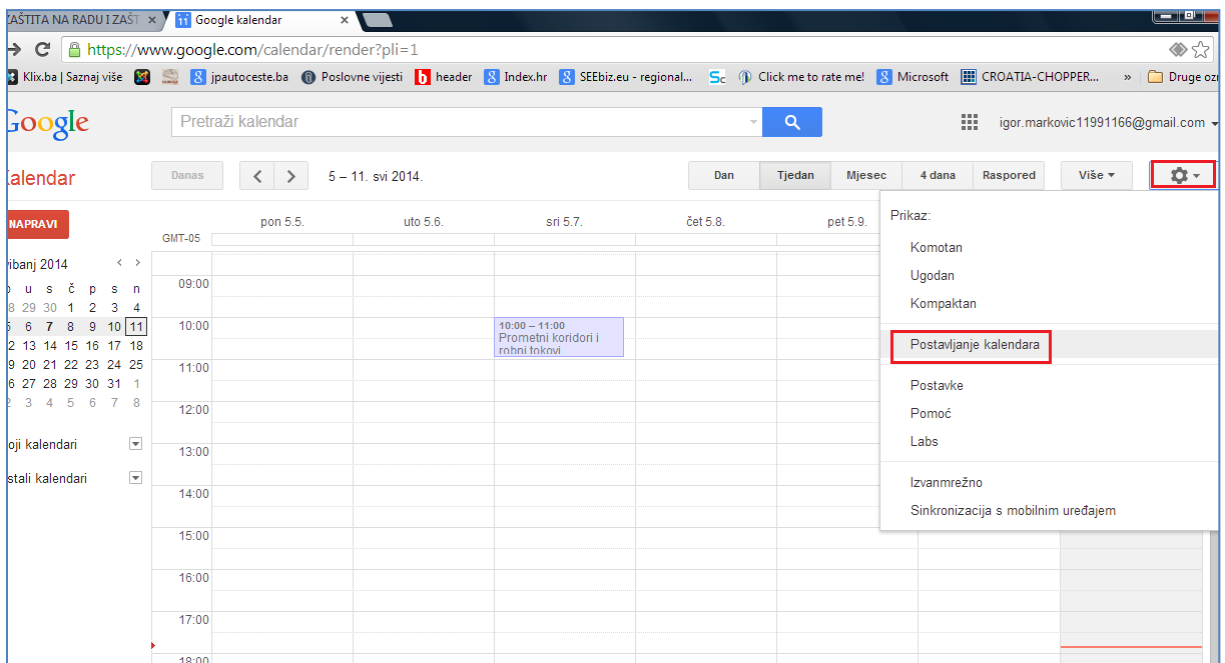 ZAŠTITA NA RADU I ZAŠT × Google kalendar ×
https://www.google.com/calendar/render?pli=1
Klix.ba | Saznaj više jpautoceste.ba Poslovne vijesti header Index.hr SEEbiz.eu - regional... Click me to rate me! Microsoft CROATIA-CHOPPER... » Druge ozn
Google Pretraži kalendar igor.markovic11991166@gmail.com
alendar Danas < > 5 – 11. svi 2014. Dan Tjedan Mjesec 4 dana Raspored Više
NAPRAVI
GMT-05 pon 5.5. uto 5.6. sri 5.7. čet 5.8. pet 5.9.
Prikaz:
Komotan
Ugodan
Kompaktan
Postavljanje kalendara
Postavke
Pomoć
Labs
Izvanmrežno
Sinkronizacija s mobilnim uređajem
vibanj 2014 < >
u s č p s n
8 29 30 1 2 3 4
5 6 7 8 9 10 11
2 13 14 15 16 17 18
9 20 21 22 23 24 25
6 27 28 29 30 31 1
2 3 4 5 6 7 8
oji kalendari
stali kalendari
09:00
10:00
10:00 – 11:00
Prometni koridori i
robni tokovi
11:00
12:00
13:00
14:00
15:00
16:00
17:00
18:00